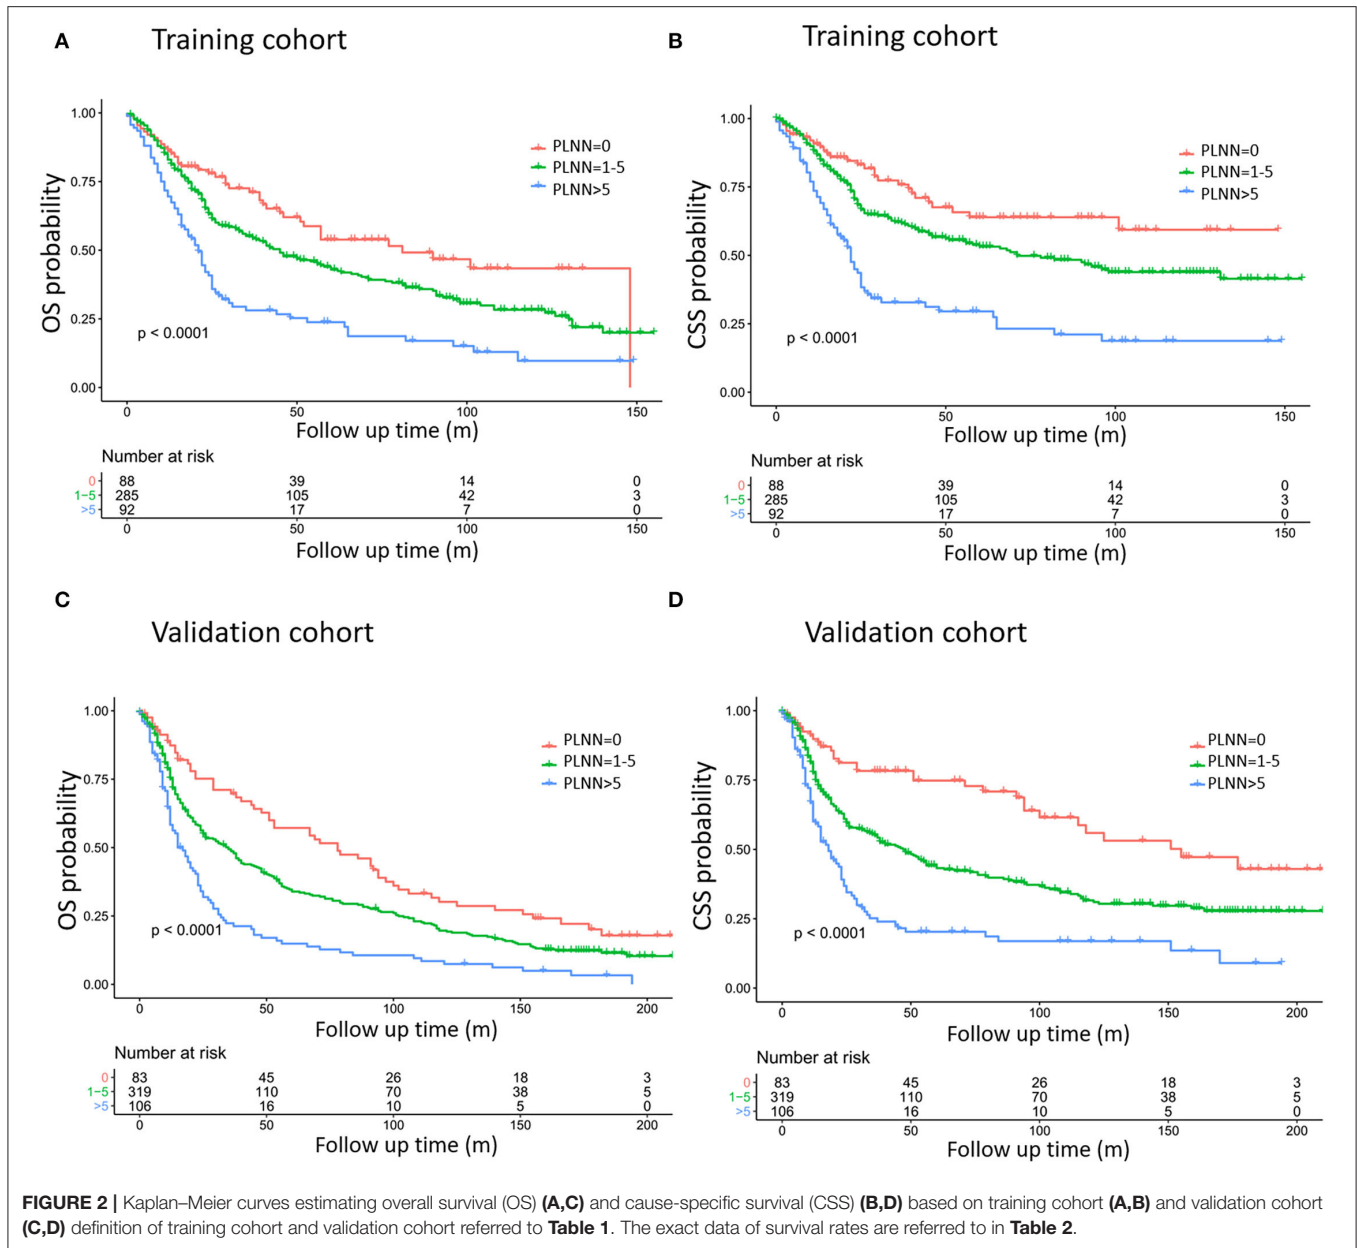 A Training cohort
OS probability
1.00
0.75
0.50
0.25
0.00
PLNN=0
PLNN=1-5
PLNN>5
p < 0.0001
0 50 100 150
Follow up time (m)
Number at risk
0 88 39 14 0
1−5 285 105 42 3
>5 92 17 7 0
0 50 100 150
Follow up time (m)
B Training cohort
CSS probability
1.00
0.75
0.50
0.25
0.00
PLNN=0
PLNN=1-5
PLNN>5
p < 0.0001
0 50 100 150
Follow up time (m)
Number at risk
0 88 39 14 0
1−5 285 105 42 3
>5 92 17 7 0
0 50 100 150
Follow up time (m)
C Validation cohort
OS probability
1.00
0.75
0.50
0.25
0.00
PLNN=0
PLNN=1-5
PLNN>5
p < 0.0001
0 50 100 150 200
Follow up time (m)
Number at risk
0 83 45 26 18 3
1−5 319 110 70 38 5
>5 106 16 10 5 0
0 50 100 150 200
Follow up time (m)
D Validation cohort
CSS probability
1.00
0.75
0.50
0.25
0.00
PLNN=0
PLNN=1-5
PLNN>5
p < 0.0001
0 50 100 150 200
Follow up time (m)
Number at risk
0 83 45 26 18 3
1−5 319 110 70 38 5
>5 106 16 10 5 0
0 50 100 150 200
Follow up time (m)
FIGURE 2 | Kaplan–Meier curves estimating overall survival (OS) (A,C) and cause-specific survival (CSS) (B,D) based on training cohort (A,B) and validation cohort
(C,D) definition of training cohort and validation cohort referred to Table 1. The exact data of survival rates are referred to in Table 2.